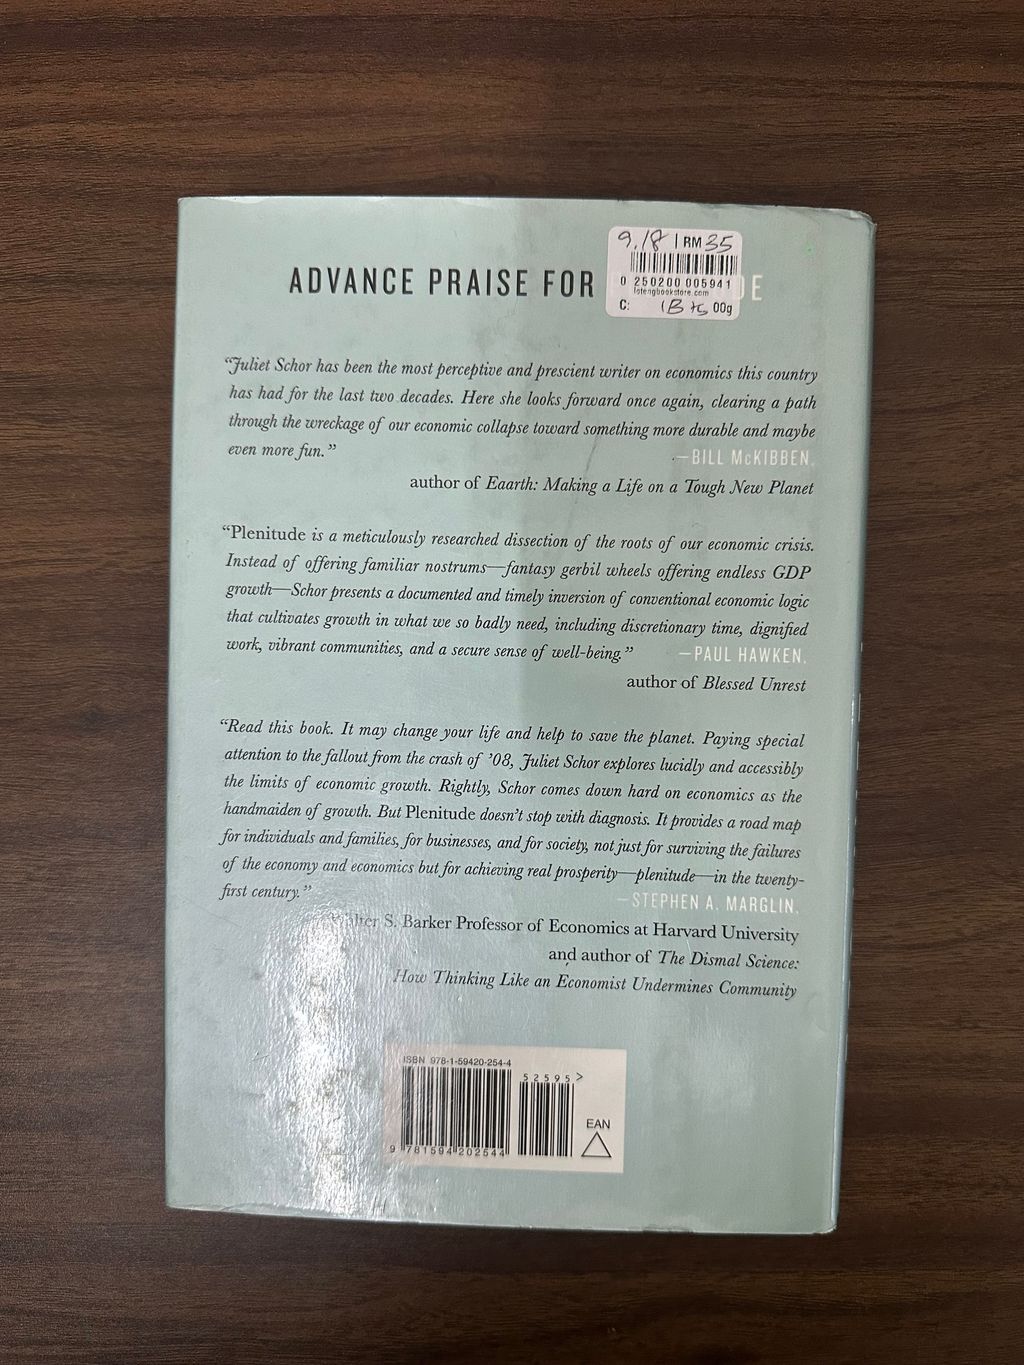 9.18 | RM 35
0 250200 005941
lotengbookstore.com
C: 00g
ADVANCE PRAISE FOR DE
“Juliet Schor has been the most perceptive and prescient writer on economics this country
has had for the last two decades. Here she looks forward once again, clearing a path
through the wreckage of our economic collapse toward something more durable and maybe
even more fun.”
—BILL McKIBBEN,
author of Eaarth: Making a Life on a Tough New Planet
“Plenitude is a meticulously researched dissection of the roots of our economic crisis.
Instead of offering familiar nostrums—fantasy gerbil wheels offering endless GDP
growth—Schor presents a documented and timely inversion of conventional economic logic
that cultivates growth in what we so badly need, including discretionary time, dignified
work, vibrant communities, and a secure sense of well-being.”
—PAUL HAWKEN,
author of Blessed Unrest
“Read this book. It may change your life and help to save the planet. Paying special
attention to the fallout from the crash of ’08, Juliet Schor explores lucidly and accessibly
the limits of economic growth. Rightly, Schor comes down hard on economics as the
handmaiden of growth. But Plenitude doesn’t stop with diagnosis. It provides a road map
for individuals and families, for businesses, and for society, not just for surviving the failures
of the economy and economics but for achieving real prosperity—plenitude—in the twenty-
first century.”
—STEPHEN A. MARGLIN,
Walter S. Barker Professor of Economics at Harvard University
and author of The Dismal Science:
How Thinking Like an Economist Undermines Community
ISBN 978-1-59420-254-4
52595>
9 781594 202544
EAN